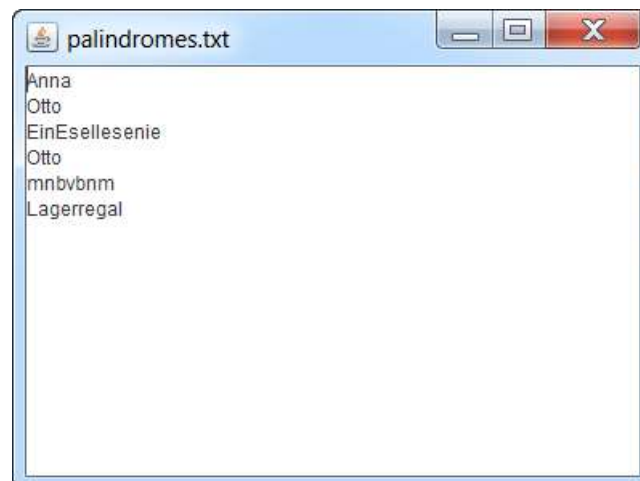 palindromes.txt
Anna
Otto
EinEsellesenie
Otto
mnbvbnm
Lagerregal